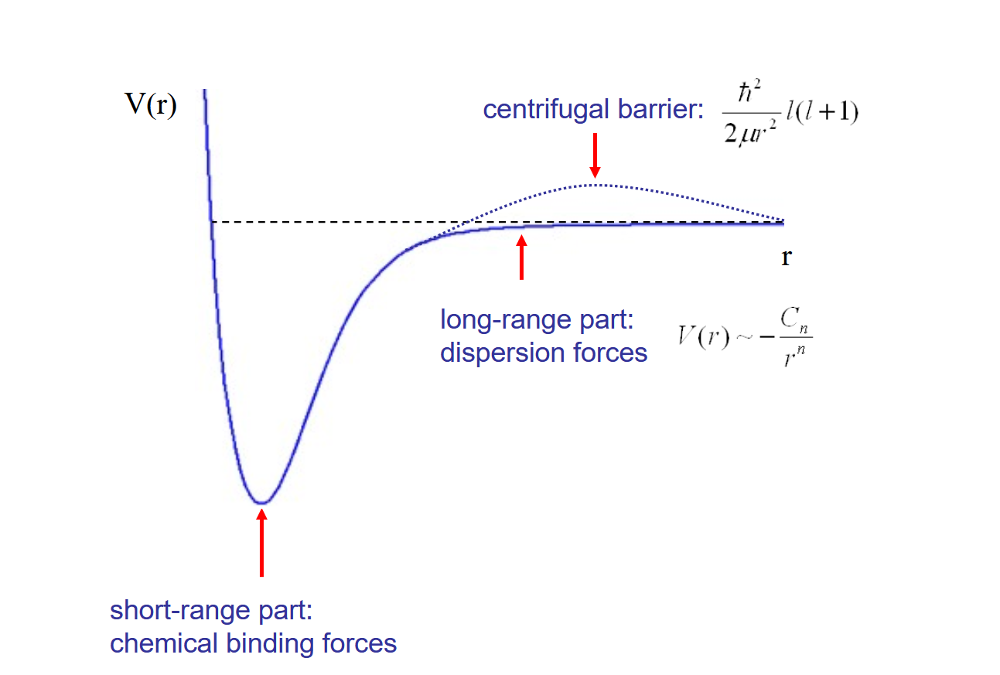 V(r)
centrifugal barrier: ħ²/2μr² l(l+1)
r
long-range part:
dispersion forces
V(r) ~ −Cₙ/rⁿ
short-range part:
chemical binding forces